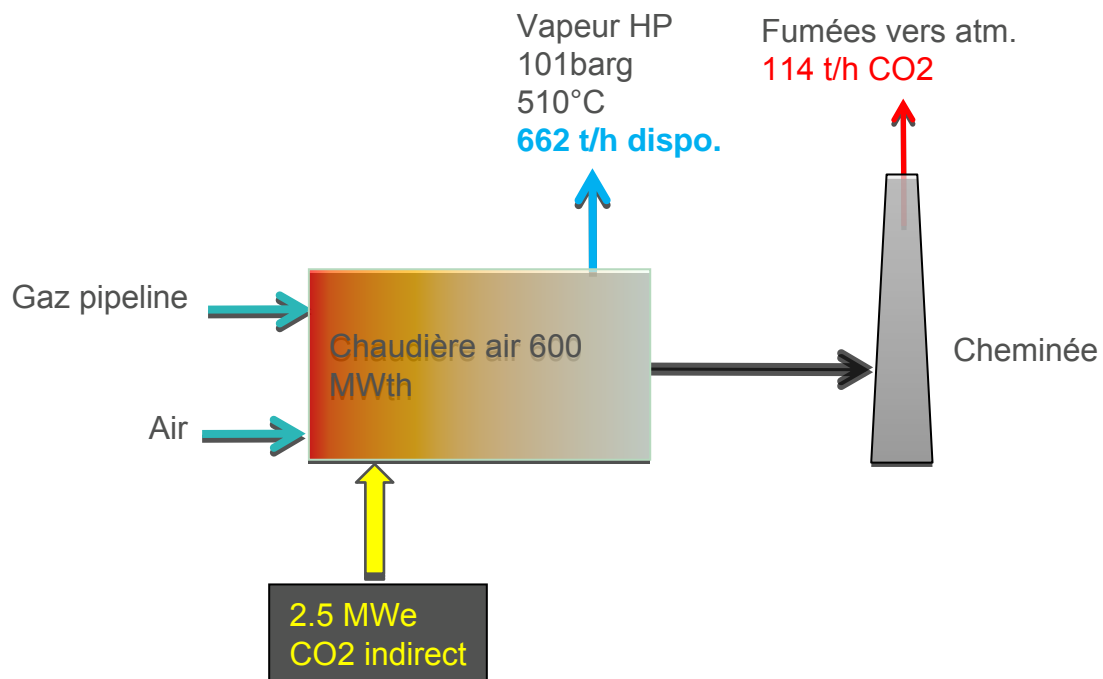 Vapeur HP
101barg
510°C
662 t/h dispo.
Fumées vers atm.
114 t/h CO2
Gaz pipeline
Chaudière air 600
MWth
Cheminée
Air
2.5 MWe
CO2 indirect